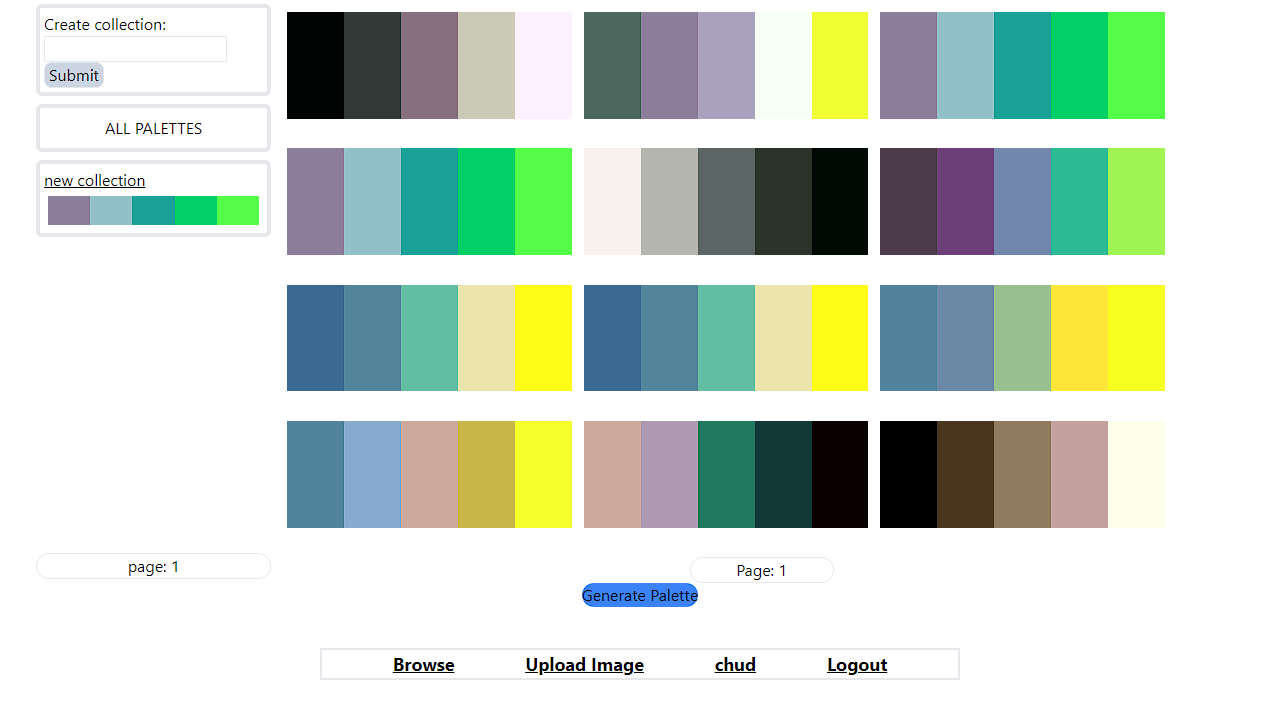 Create collection:
Submit
ALL PALETTES
new collection
page: 1
Page: 1
Generate Palette
Browse Upload Image chud Logout